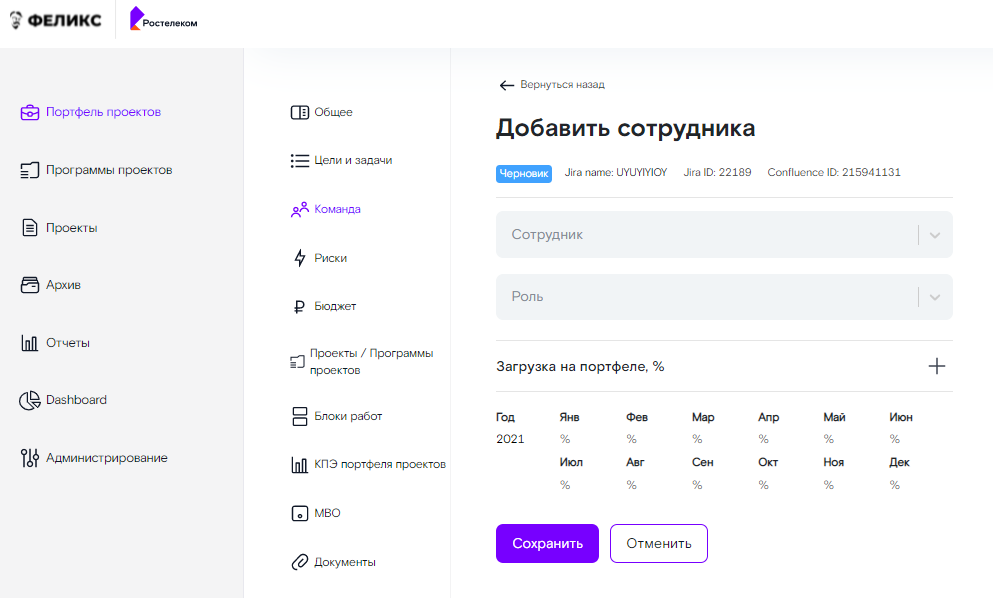 ФЕЛИКС
Ростелеком
Портфель проектов
Программы проектов
Проекты
Архив
Отчеты
Dashboard
Администрирование
Общее
Цели и задачи
Команда
Риски
Бюджет
Проекты / Программы
проектов
Блоки работ
КПЭ портфеля проектов
МВО
Документы
Вернуться назад
Добавить сотрудника
Черновик Jira name: UYUYIYIOY Jira ID: 22189 Confluence ID: 215941131
Сотрудник
Роль
Загрузка на портфеле, %
Год Янв Фев Мар Апр Май Июн
2021 % % % % % %
Июл Авг Сен Окт Ноя Дек
% % % % % %
Сохранить Отменить